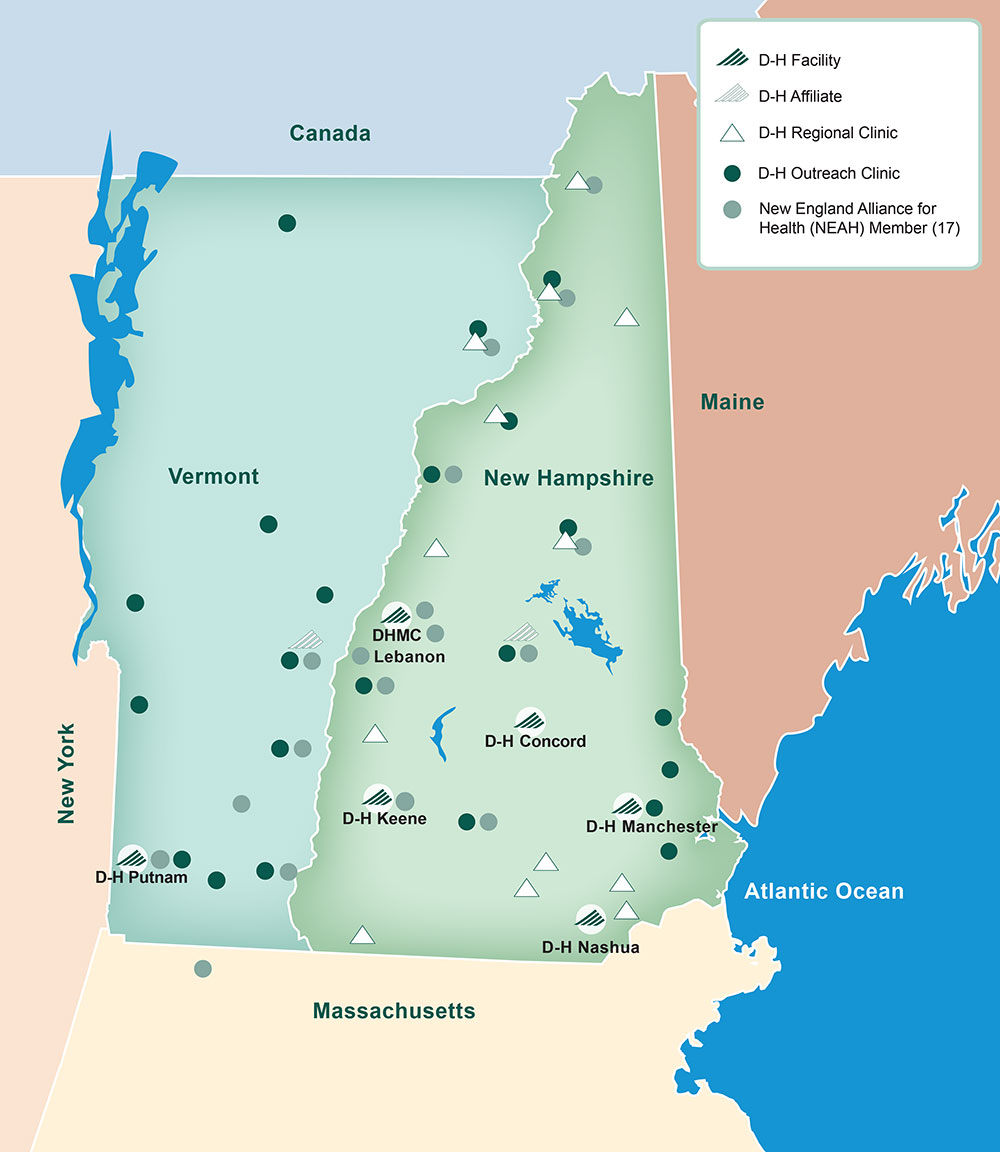 D-H Facility
D-H Affiliate
D-H Regional Clinic
D-H Outreach Clinic
New England Alliance for
Health (NEAH) Member (17)
Canada
Maine
Vermont
New Hampshire
DHMC
Lebanon
New York
D-H Concord
D-H Keene
D-H Manchester
D-H Putnam
Atlantic Ocean
D-H Nashua
Massachusetts